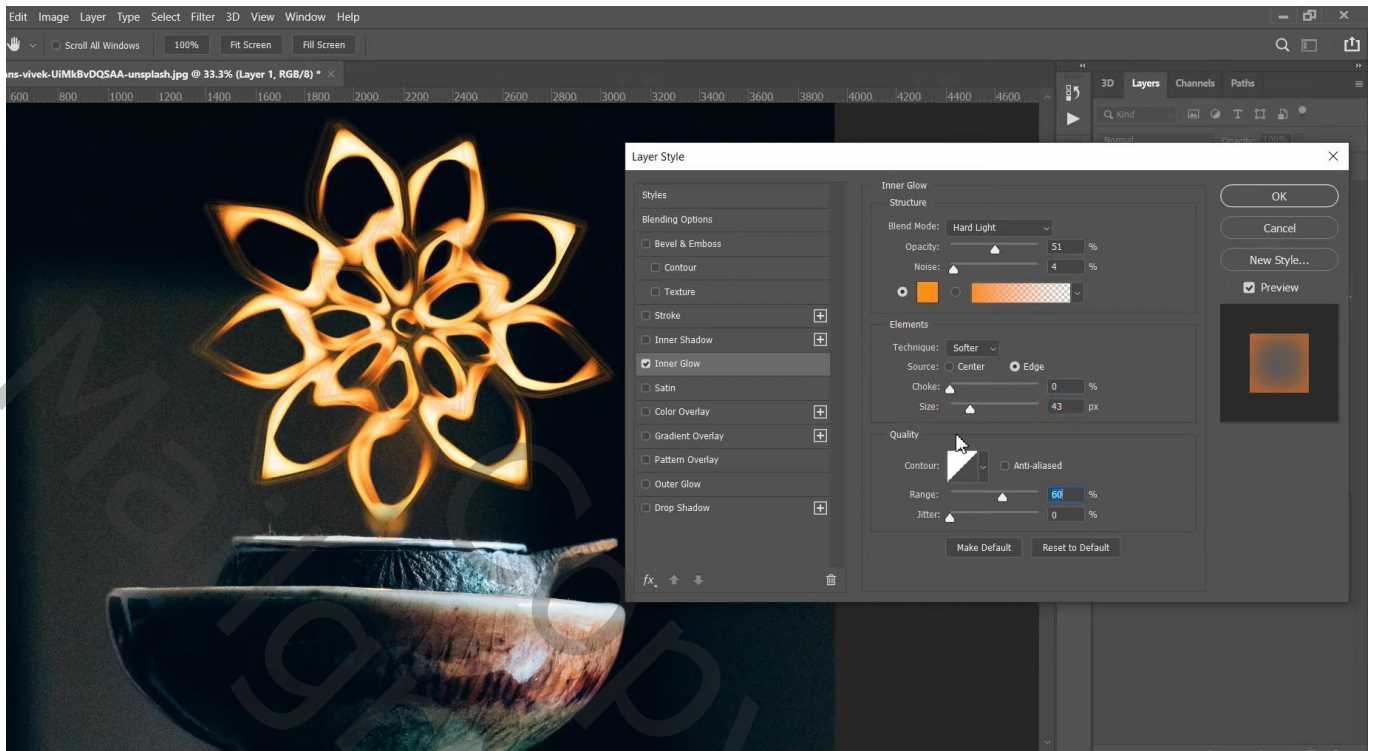 Edit Image Layer Type Select Filter 3D View Window Help
Scroll All Windows 100% Fit Screen Fill Screen
ns-vivek-UiMkBvDQSAA-unsplash.jpg @ 33.3% (Layer 1, RGB/8) *
600 800 1000 1200 1400 1600 1800 2000 2200 2400 2600 2800 3000 3200 3400 3600 3800 4000 4200 4400 4600
3D Layers Channels Paths
Kind
Normal Opacity: 100%
Layer Style
Styles
Blending Options
Bevel & Emboss
Contour
Texture
Stroke
Inner Shadow
Inner Glow
Satin
Color Overlay
Gradient Overlay
Pattern Overlay
Outer Glow
Drop Shadow
fx
Inner Glow
Structure
Blend Mode: Hard Light
Opacity: 51 %
Noise: 4 %
Elements
Technique: Softer
Source: Center Edge
Choke: 0 %
Size: 43 px
Quality
Contour: Anti-aliased
Range: 60 %
Jitter: 0 %
Make Default Reset to Default
OK
Cancel
New Style...
Preview